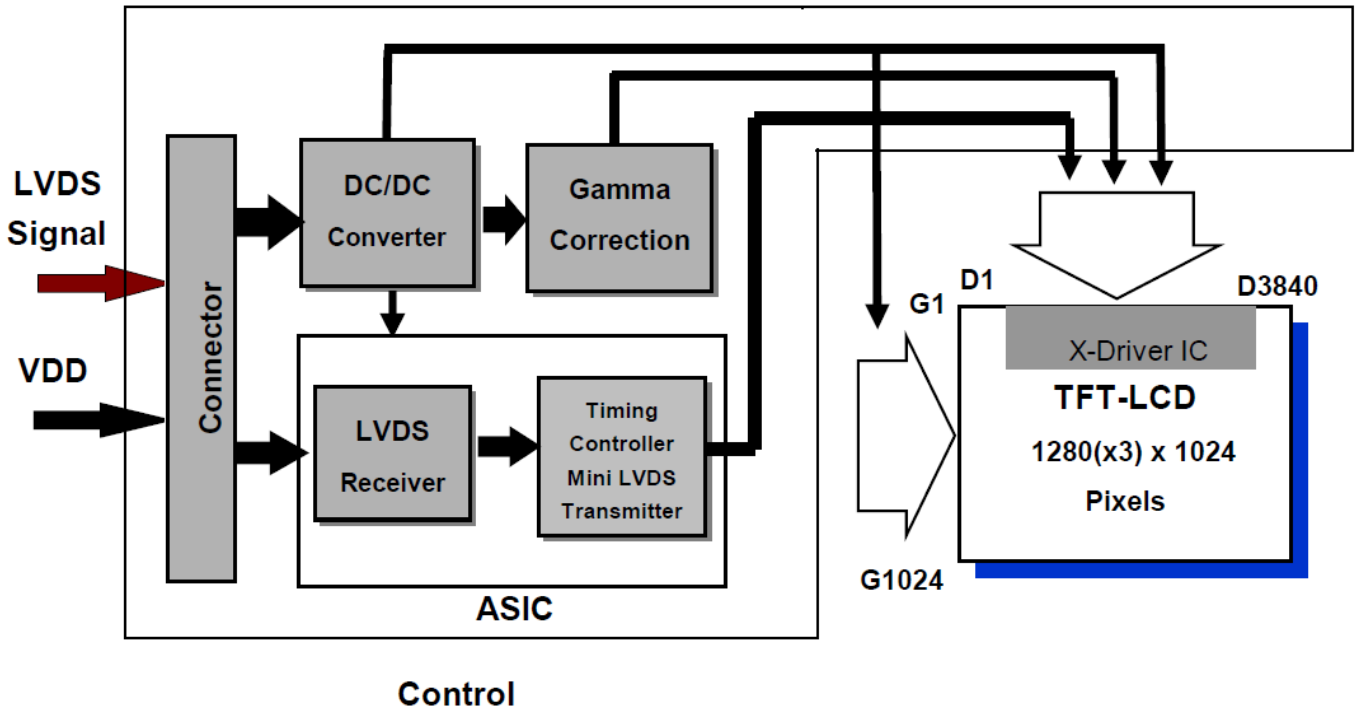 LVDS
Signal
VDD
Connector
DC/DC
Converter
Gamma
Correction
LVDS
Receiver
Timing
Controller
Mini LVDS
Transmitter
ASIC
Control
D1
D3840
G1
G1024
X-Driver IC
TFT-LCD
1280(x3) x 1024
Pixels